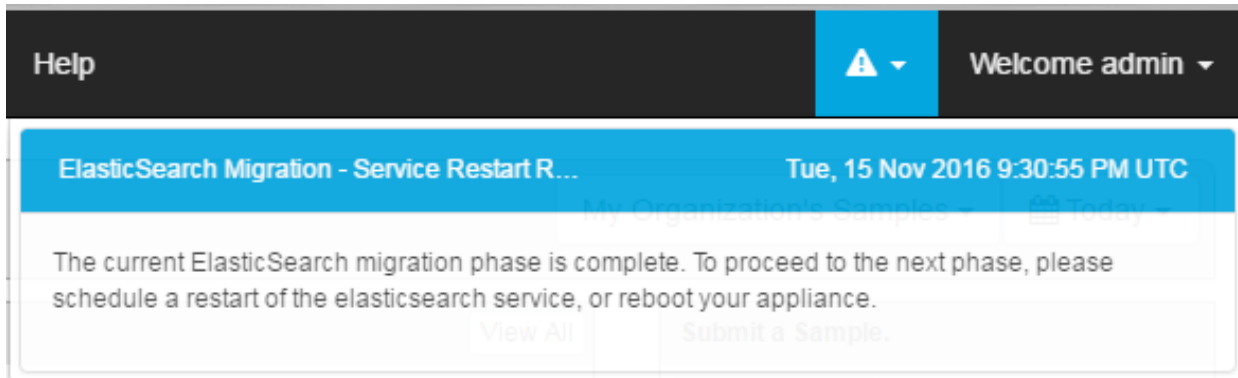 Help
Welcome admin
ElasticSearch Migration - Service Restart R... Tue, 15 Nov 2016 9:30:55 PM UTC
My Organization's Samples Today
The current ElasticSearch migration phase is complete. To proceed to the next phase, please
schedule a restart of the elasticsearch service, or reboot your appliance.
View All Submit a Sample.